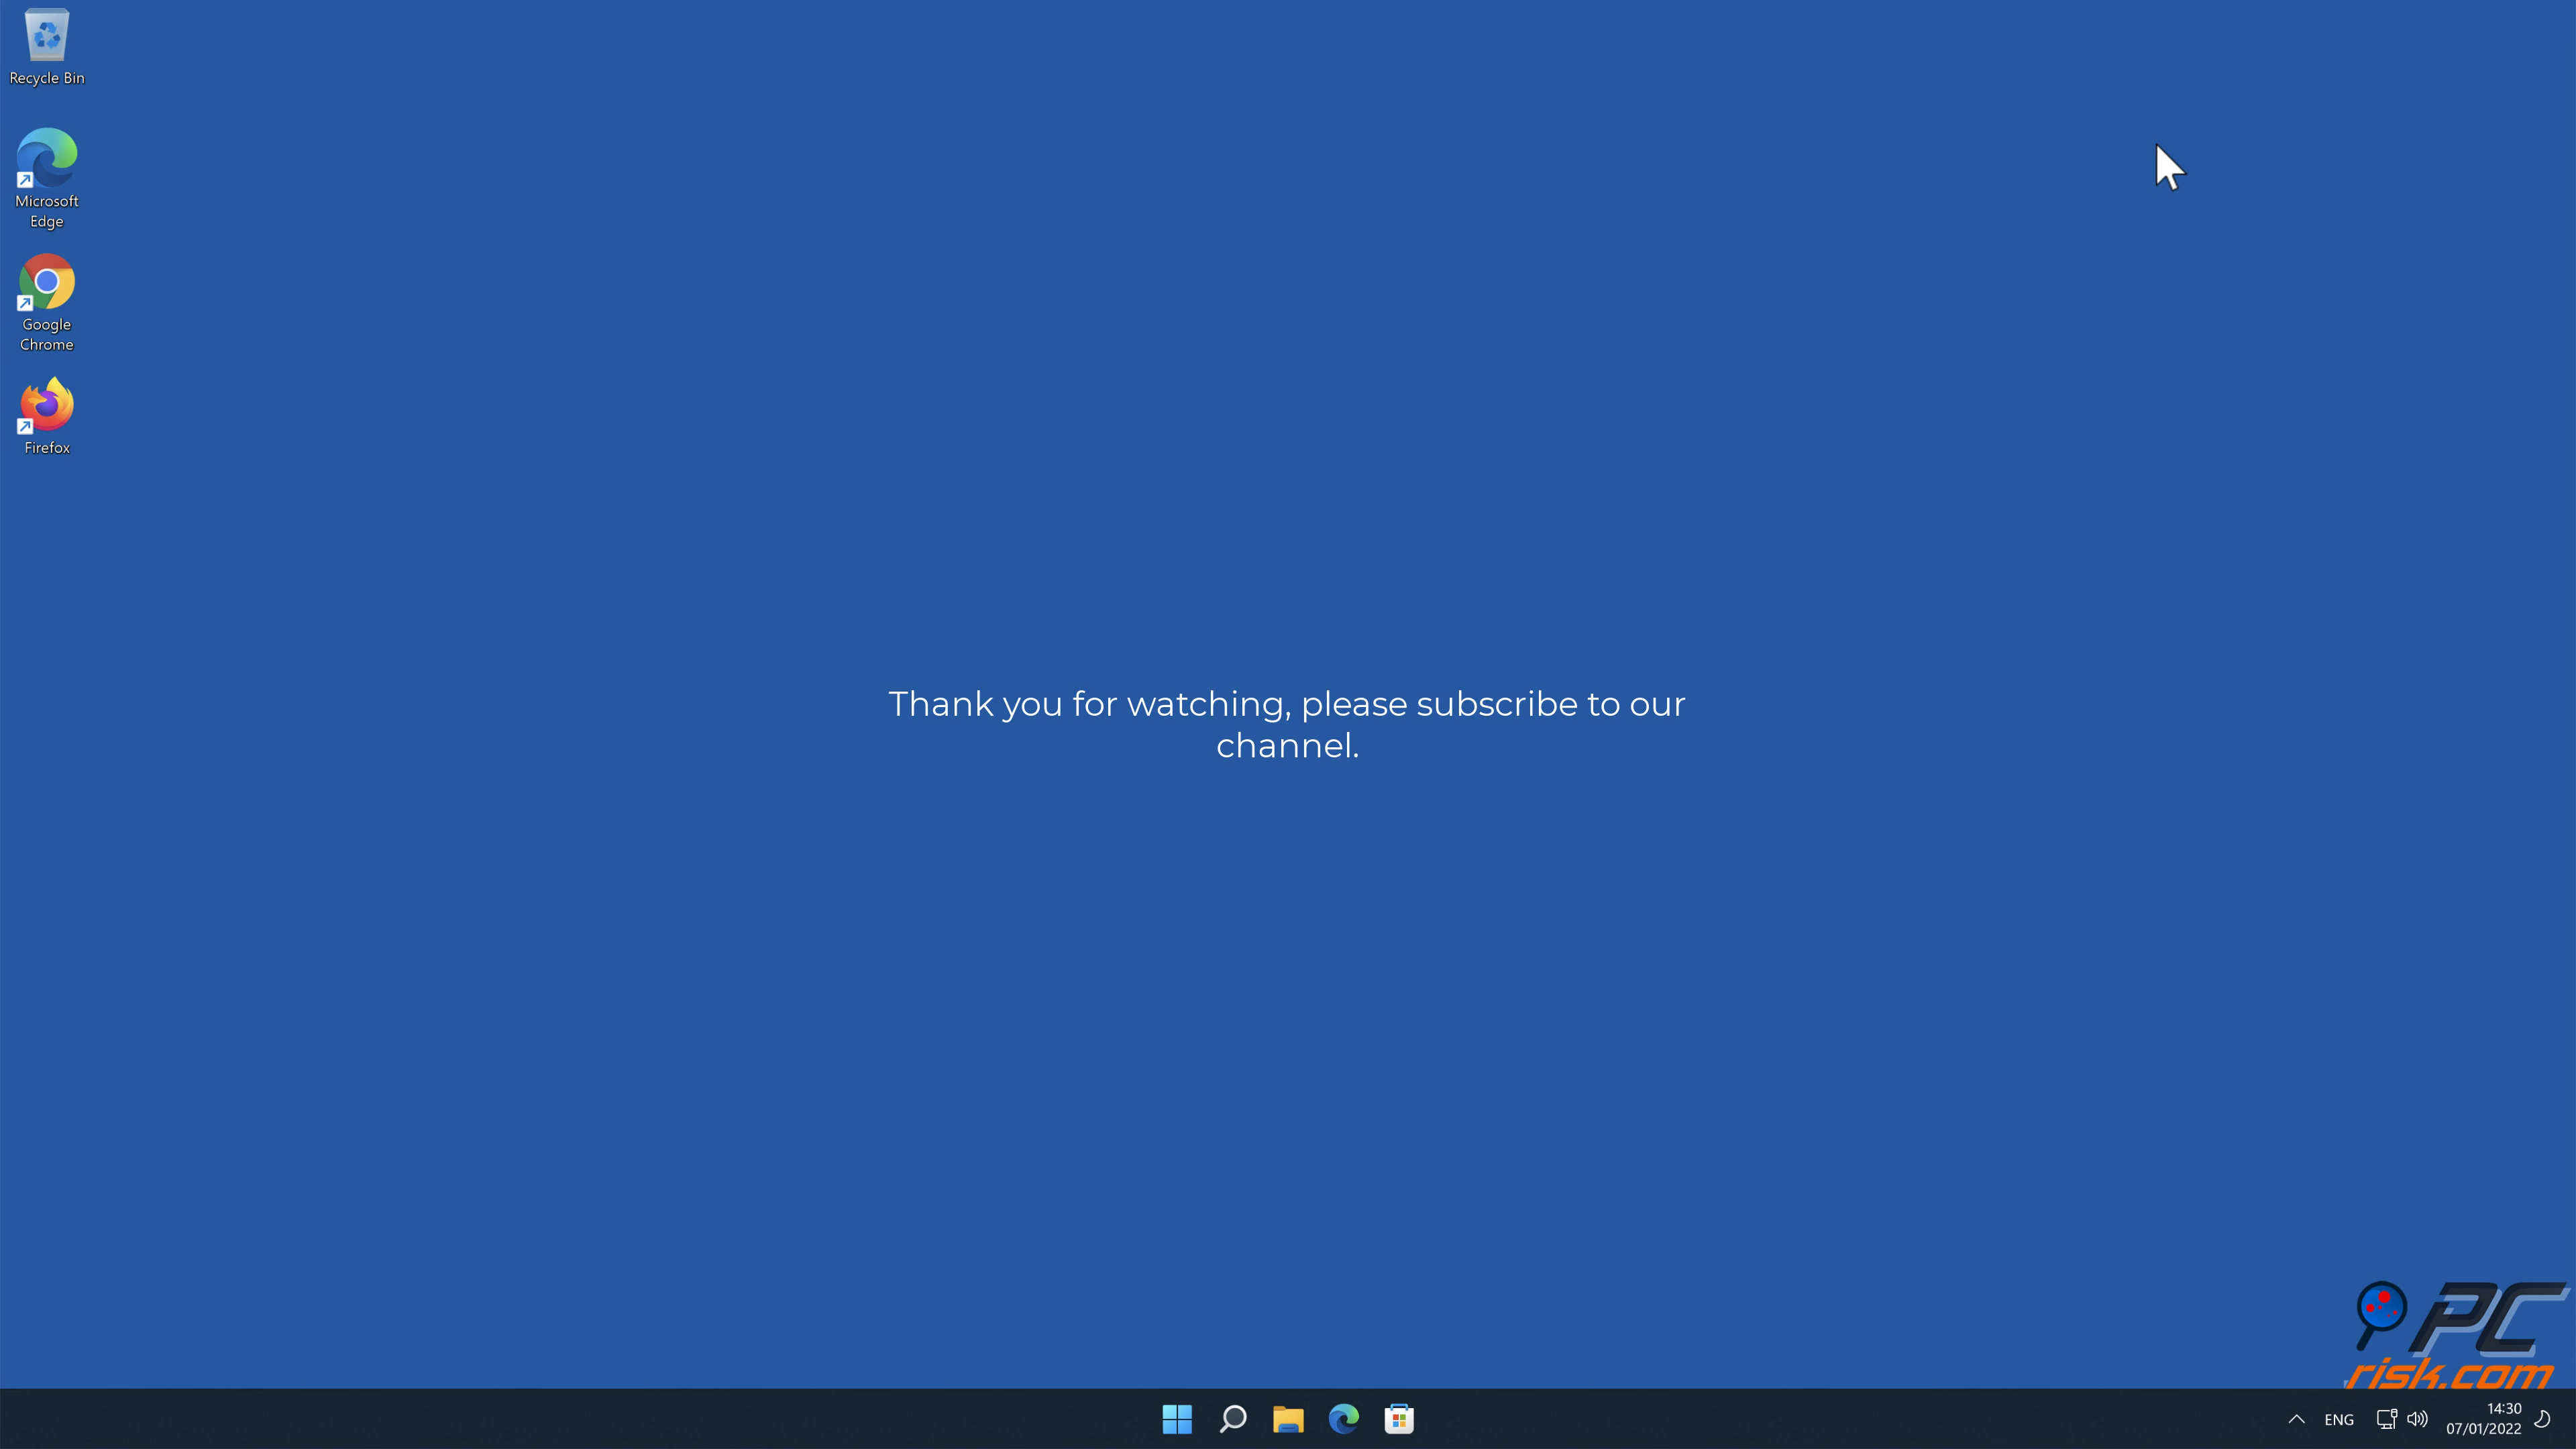 Recycle Bin
Microsoft
Edge
Google
Chrome
Firefox
Thank you for watching, please subscribe to our
channel.
PC
risk.com
ENG
14:30
07/01/2022